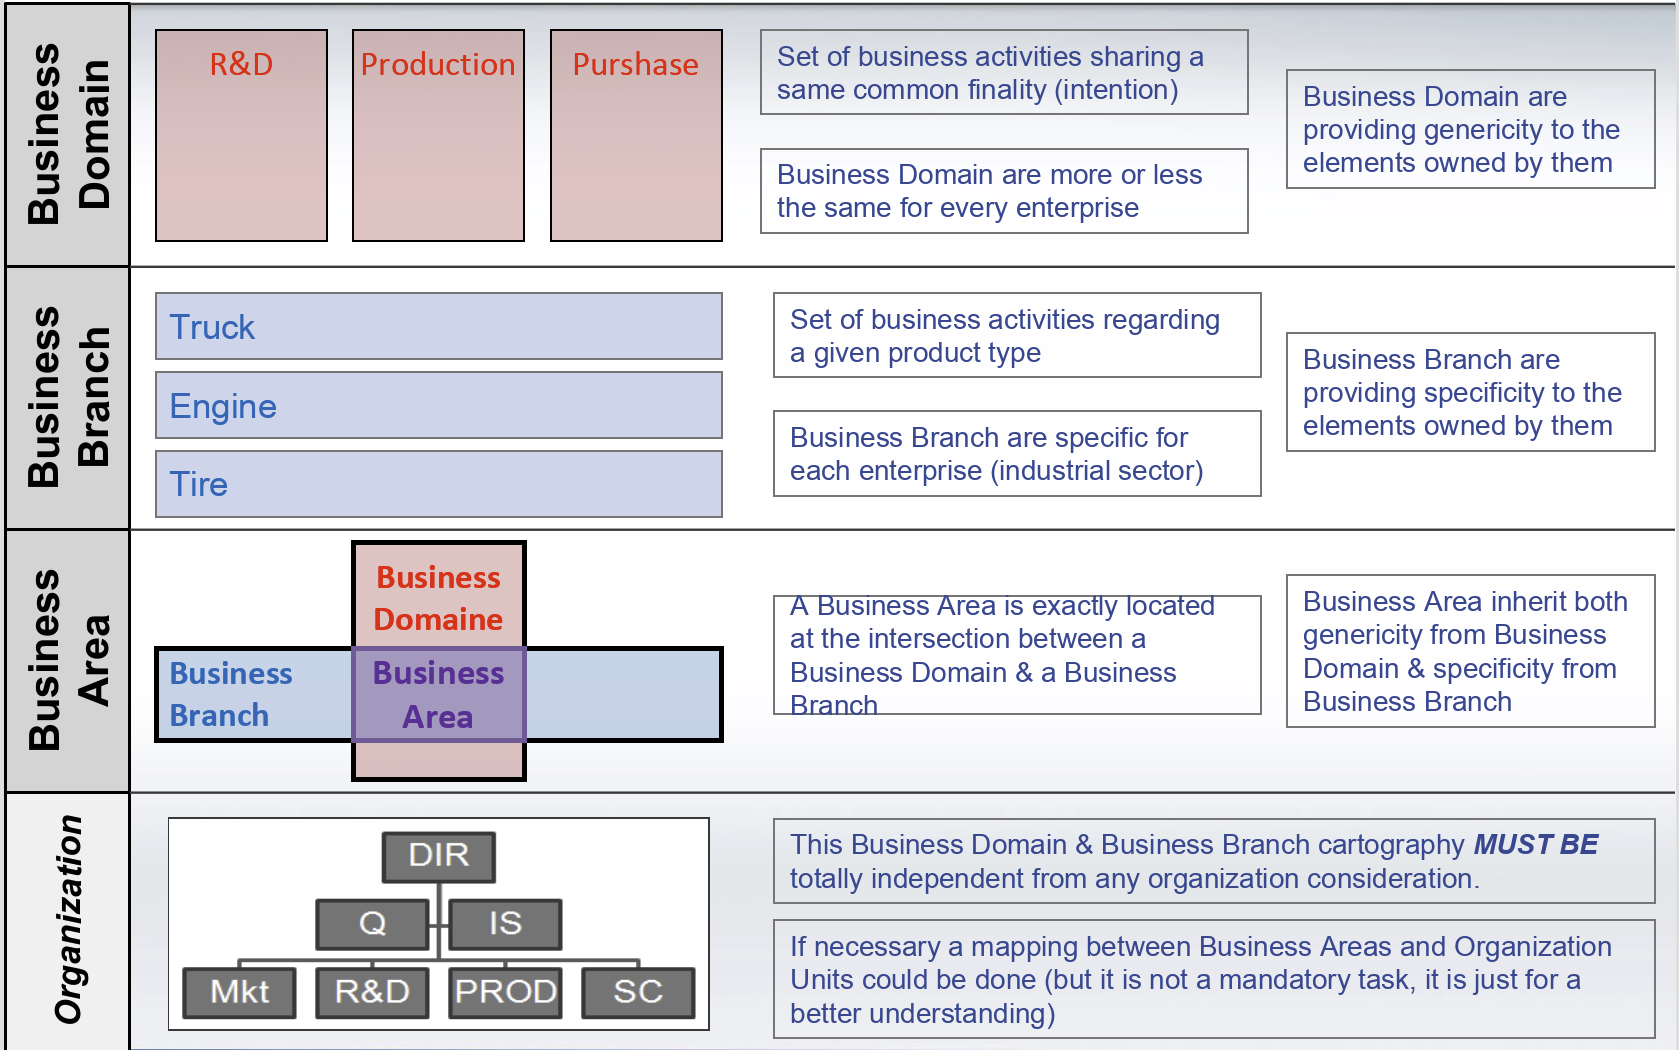 Business
Domain
R&D
Production
Purshase
Set of business activities sharing a
same common finality (intention)
Business Domain are more or less
the same for every enterprise
Business Domain are
providing genericity to the
elements owned by them
Business
Branch
Truck
Engine
Tire
Set of business activities regarding
a given product type
Business Branch are specific for
each enterprise (industrial sector)
Business Branch are
providing specificity to the
elements owned by them
Business
Area
Business
Domaine
Business
Branch
Business
Area
A Business Area is exactly located
at the intersection between a
Business Domain & a Business
Branch
Business Area inherit both
genericity from Business
Domain & specificity from
Business Branch
Organization
DIR
Q
IS
Mkt
R&D
PROD
SC
This Business Domain & Business Branch cartography MUST BE
totally independent from any organization consideration.
If necessary a mapping between Business Areas and Organization
Units could be done (but it is not a mandatory task, it is just for a
better understanding)